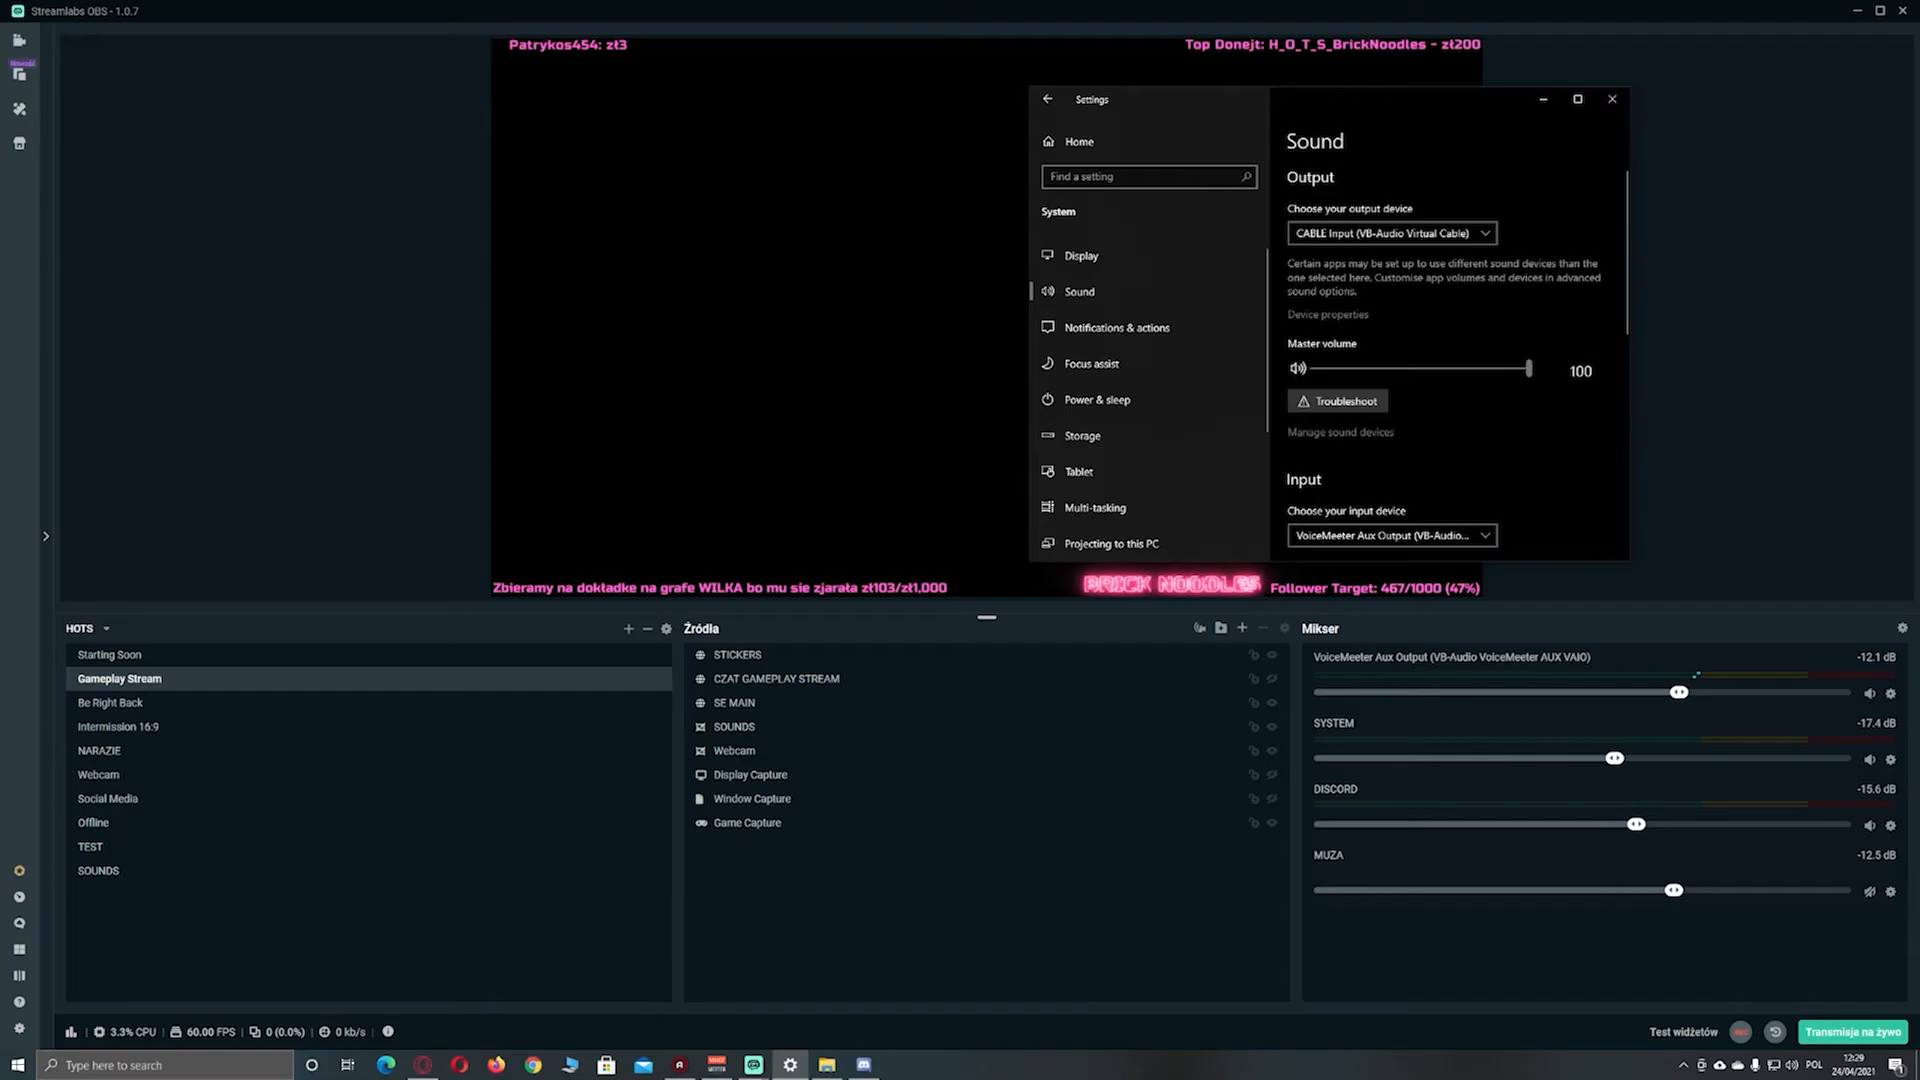 Streamlabs OBS - 1.0.7
Nowość
Patrykos454: zł3
Top Donejt: H_O_T_S_BrickNoodles - zł200
Settings
Home
Find a setting
System
Display
Sound
Notifications & actions
Focus assist
Power & sleep
Storage
Tablet
Multi-tasking
Projecting to this PC
Sound
Output
Choose your output device
CABLE Input (VB-Audio Virtual Cable)
Certain apps may be set up to use different sound devices than the
one selected here. Customise app volumes and devices in advanced
sound options.
Device properties
Master volume
100
Troubleshoot
Manage sound devices
Input
Choose your input device
VoiceMeeter Aux Output (VB-Audio...
Zbieramy na dokładke na grafe WILKA bo mu sie zjarała zł103/zł1,000
BRICK NOODLES
Follower Target: 467/1000 (47%)
HOTS
Starting Soon
Gameplay Stream
Be Right Back
Intermission 16:9
NARAZIE
Webcam
Social Media
Offline
TEST
SOUNDS
Źródła
STICKERS
CZAT GAMEPLAY STREAM
SE MAIN
SOUNDS
Webcam
Display Capture
Window Capture
Game Capture
Mikser
VoiceMeeter Aux Output (VB-Audio VoiceMeeter AUX VAIO)
-12.1 dB
SYSTEM
-17.4 dB
DISCORD
-15.6 dB
MUZA
-12.5 dB
3.3% CPU
60.00 FPS
0 (0.0%)
0 kb/s
Test widżetów
REC
Transmisja na żywo
Type here to search
POL
12:29
24/04/2021